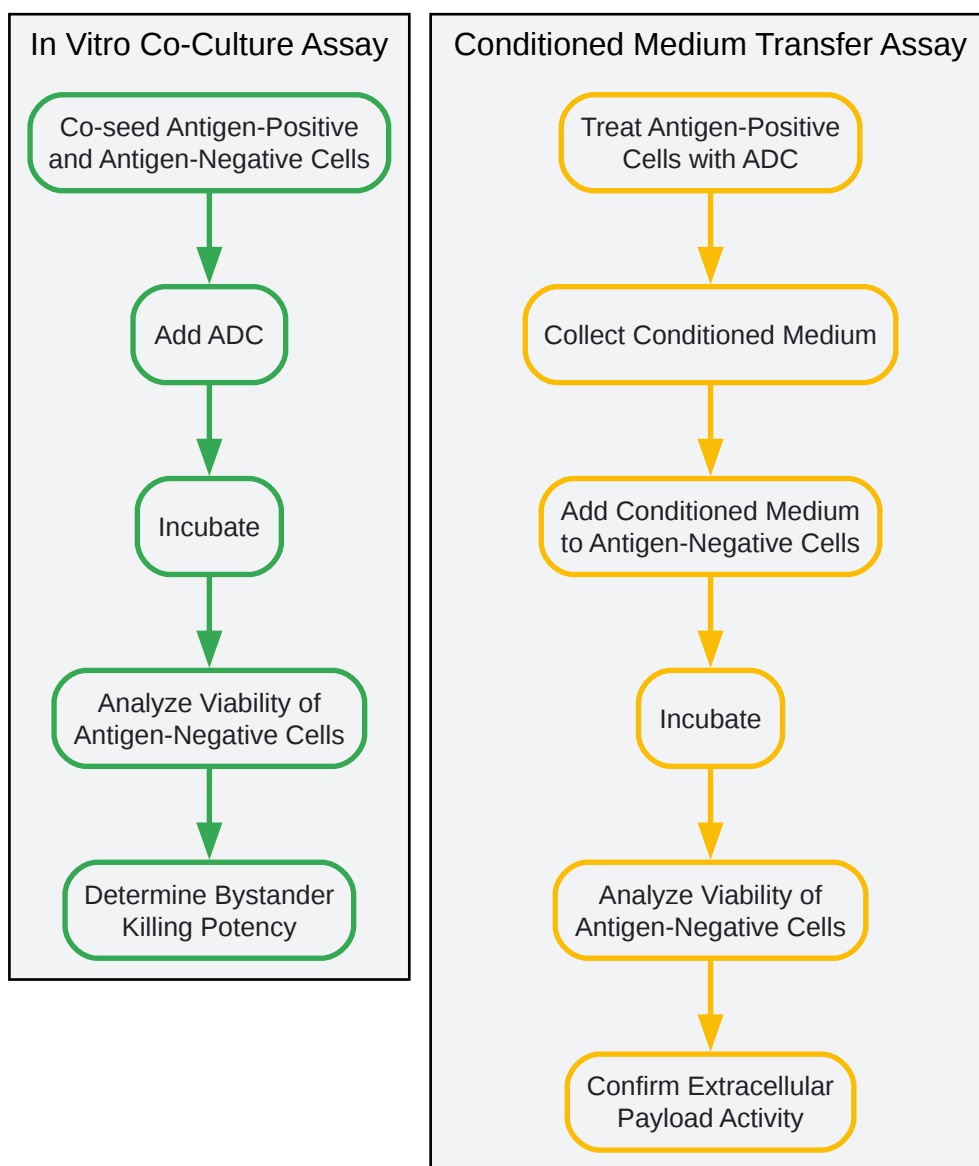 In Vitro Co-Culture Assay
Co-seed Antigen-Positive
and Antigen-Negative Cells
Add ADC
Incubate
Analyze Viability of
Antigen-Negative Cells
Determine Bystander
Killing Potency
Conditioned Medium Transfer Assay
Treat Antigen-Positive
Cells with ADC
Collect Conditioned Medium
Add Conditioned Medium
to Antigen-Negative Cells
Incubate
Analyze Viability of
Antigen-Negative Cells
Confirm Extracellular
Payload Activity